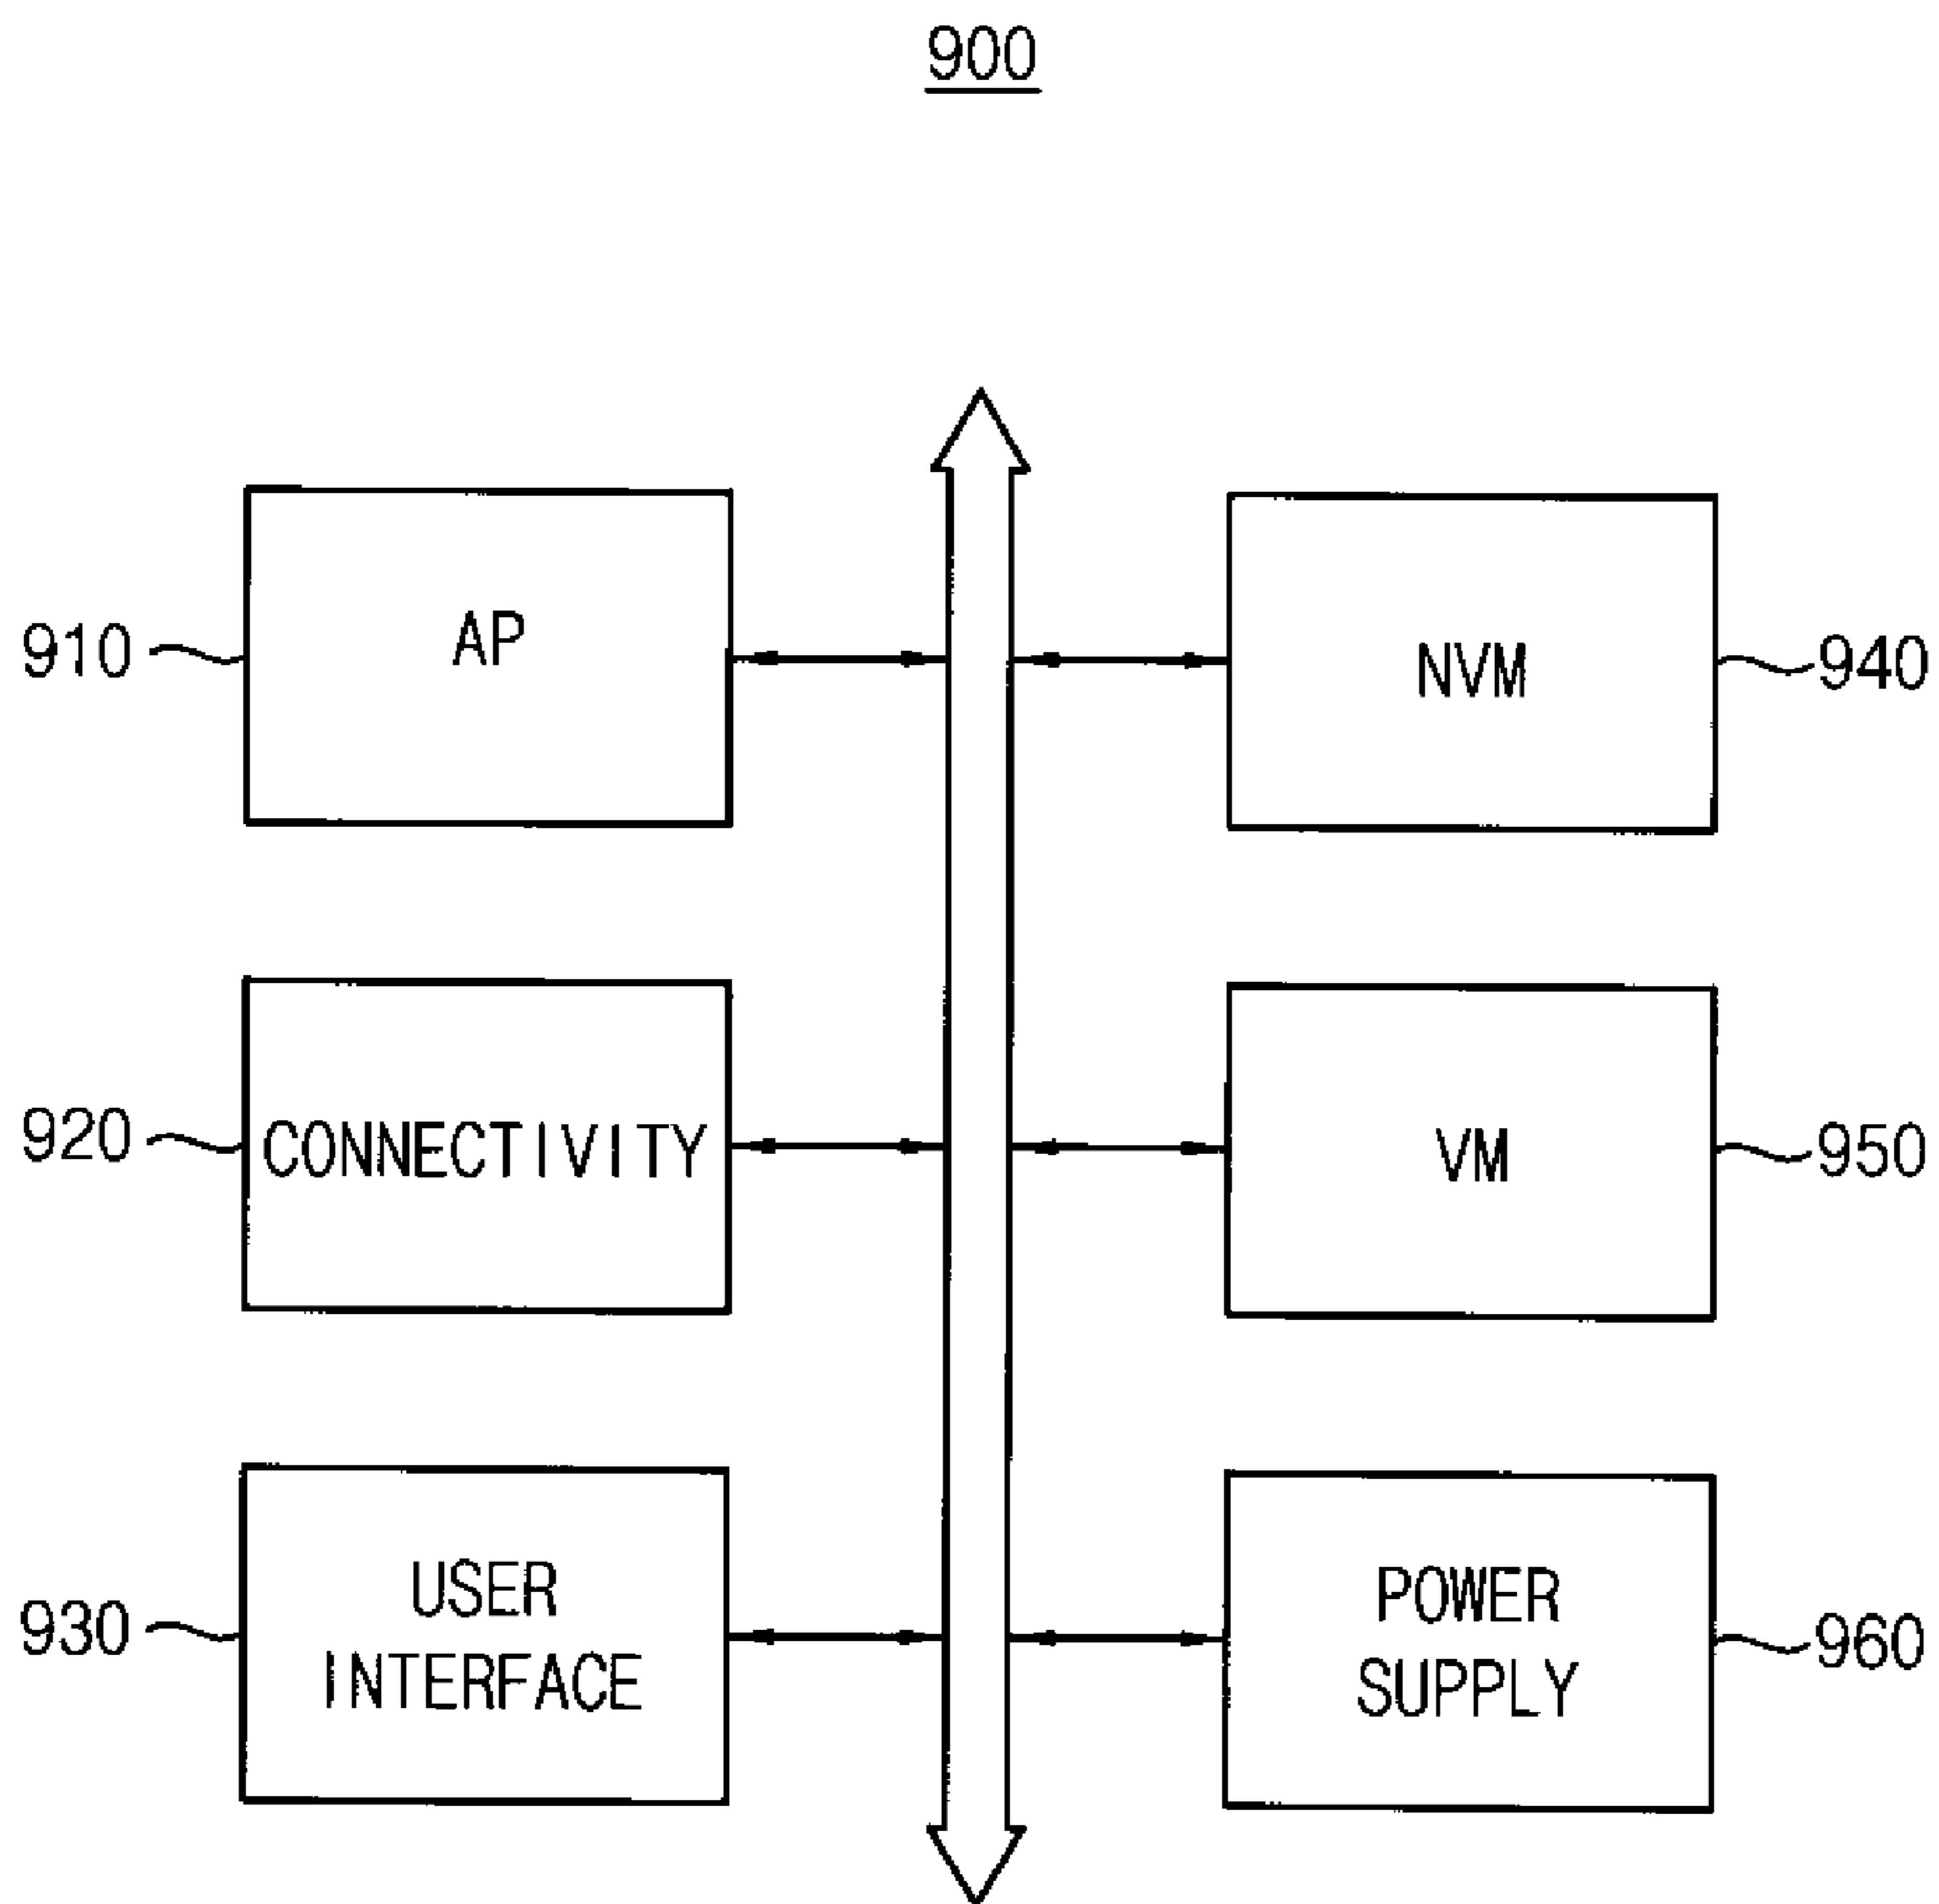 900
910
AP
NVM
940
920
CONNECTIVITY
VM
950
930
USER
INTERFACE
POWER
SUPPLY
960